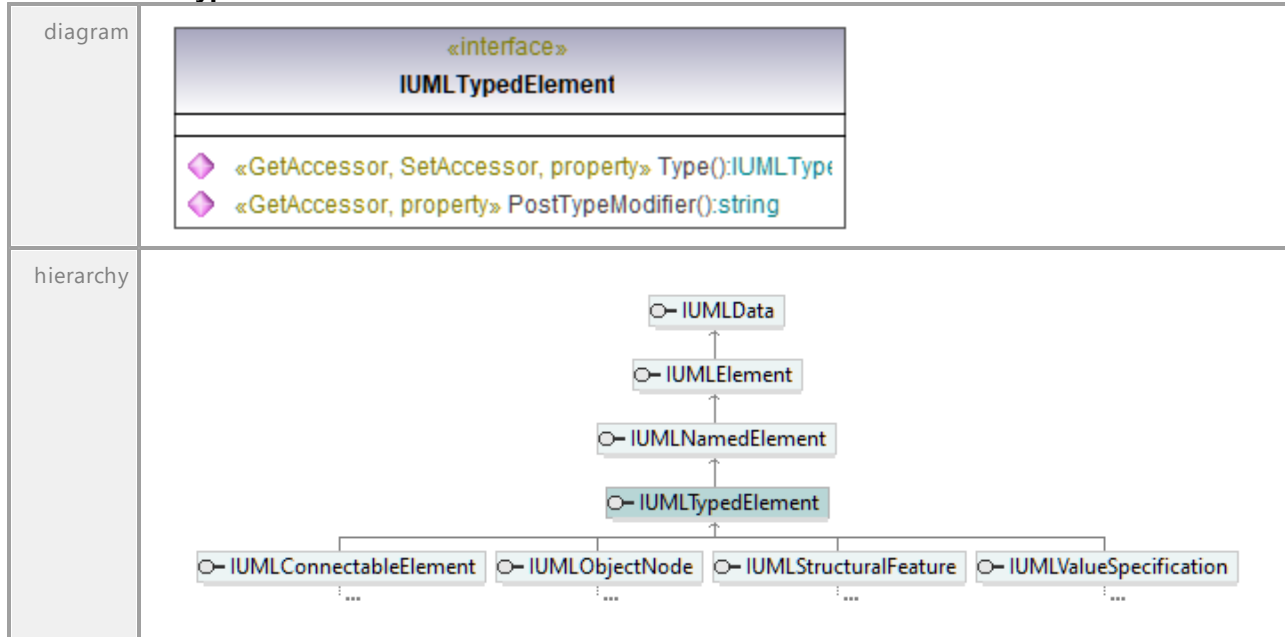 diagram
«interface»
IUMLTypedElement
«GetAccessor, SetAccessor, property» Type():IUMLType
«GetAccessor, property» PostTypeModifier():string
hierarchy
IUMLData
IUMLElement
IUMLNamedElement
IUMLTypedElement
IUMLConnectableElement IUMLObjectNode IUMLStructuralFeature IUMLValueSpecification
... ... ... ...